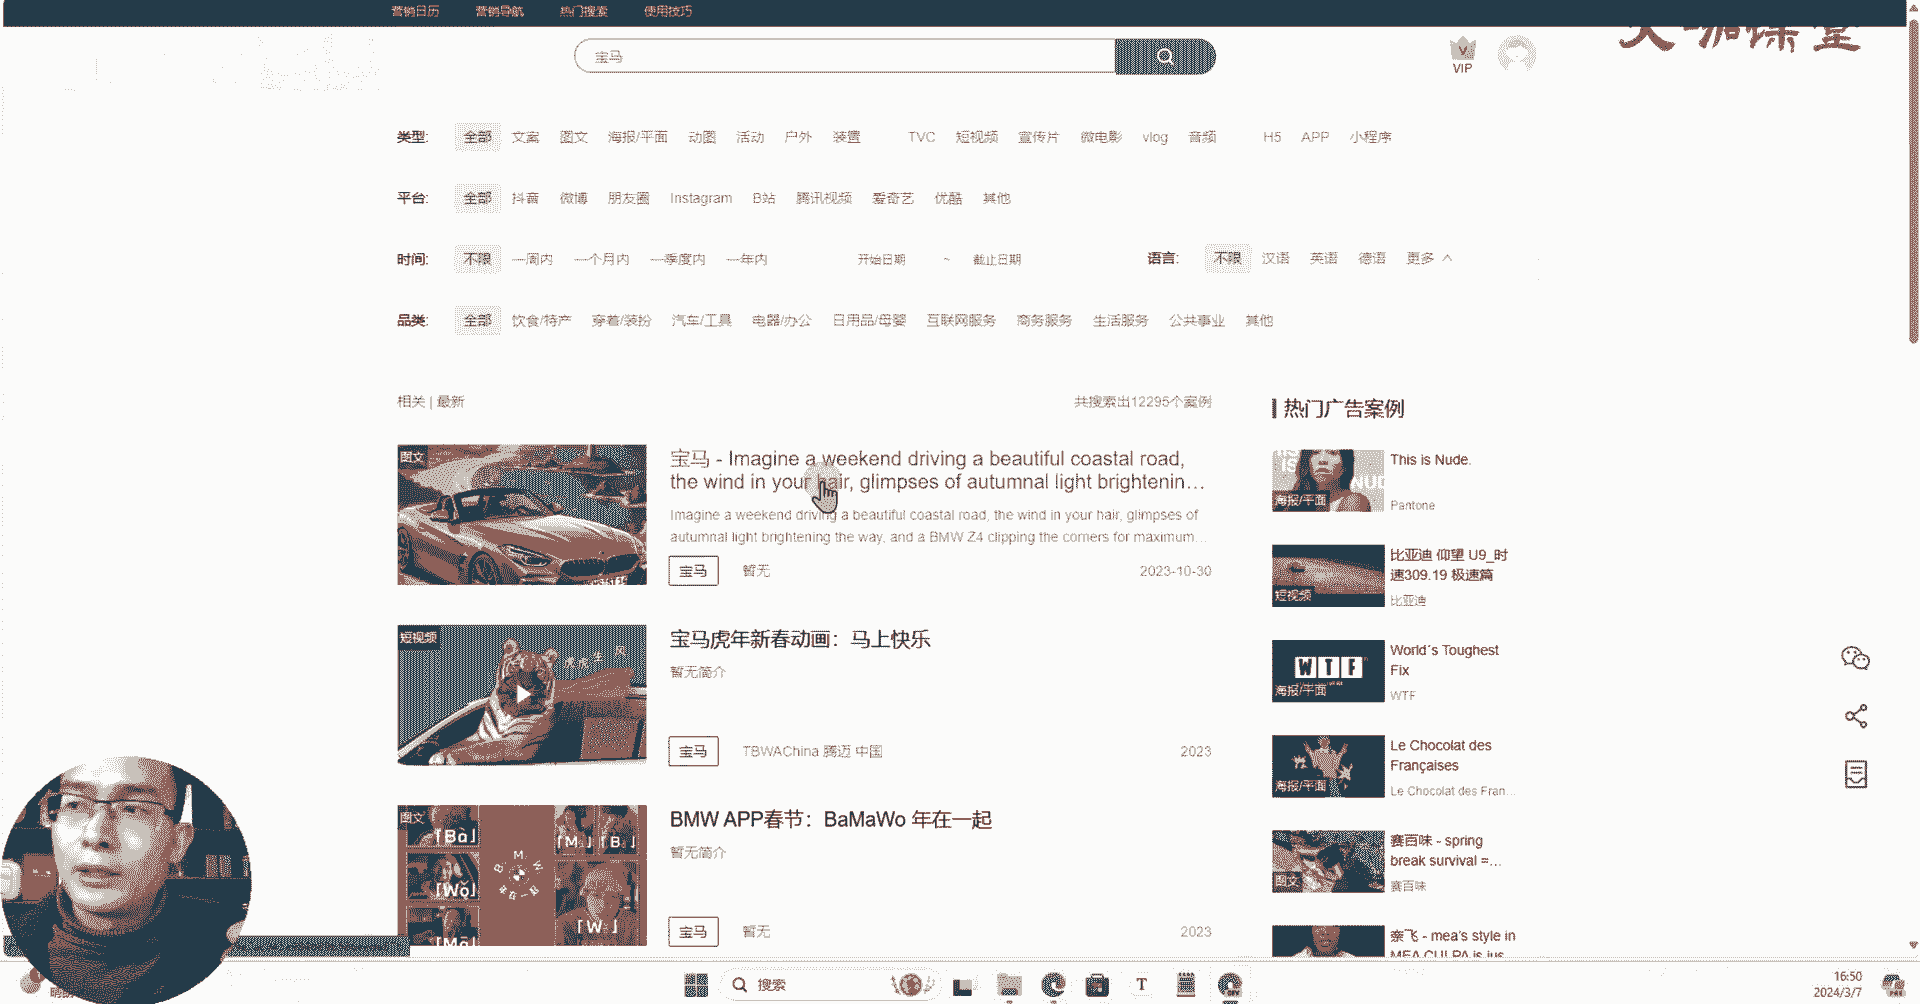 营销日历 营销导航 热门搜索 使用技巧
大咖课堂
宝马
VIP
类型: 全部 文案 图文 海报/平面 动图 活动 户外 装置 TVC 短视频 宣传片 微电影 vlog 音频 H5 APP 小程序
平台: 全部 抖音 微博 朋友圈 Instagram B站 腾讯视频 爱奇艺 优酷 其他
时间: 不限 一周内 一个月内 一季度内 一年内 开始日期 ~ 截止日期 语言: 不限 汉语 英语 德语 更多
品类: 全部 饮食/特产 穿着/装扮 汽车/工具 电器/办公 日用品/母婴 互联网服务 商务服务 生活服务 公共事业 其他
相关 | 最新 共搜索出12295个案例
图文
宝马 - Imagine a weekend driving a beautiful coastal road,
the wind in your hair, glimpses of autumnal light brightenin...
Imagine a weekend driving a beautiful coastal road, the wind in your hair, glimpses of
autumnal light brightening the way, and a BMW Z4 clipping the corners for maximum...
宝马 暂无 2023-10-30
短视频
虎虎生风
宝马虎年新春动画：马上快乐
暂无简介
宝马 TBWAChina 腾迈 中国 2023
图文
「Bà」
「M」「B」
「Wǒ」
「W」
「Mǎ」
BMW APP春节：BaMaWo 年在一起
暂无简介
宝马 暂无 2023
热门广告案例
海报/平面
This is Nude.
Pantone
短视频
比亚迪 仰望 U9_时
速309.19 极速篇
比亚迪
WTF
海报/平面
World´s Toughest
Fix
WTF
海报/平面
Le Chocolat des
Françaises
Le Chocolat des Fran...
图文
赛百味 - spring
break survival =...
赛百味
奈飞 - mea's style in
MEA CULPA is jus
搜索
T
16:50
2024/3/7